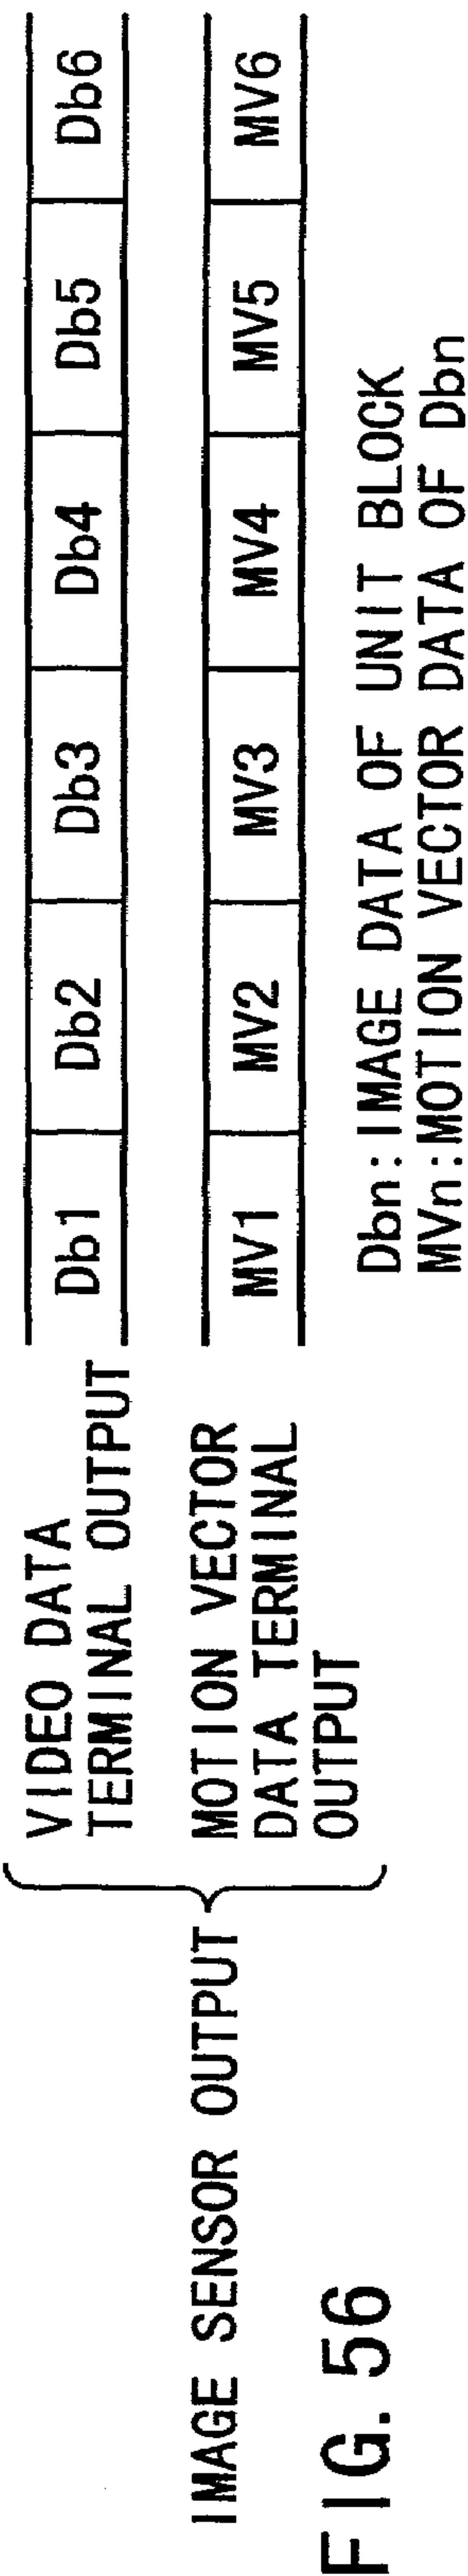 IMAGE SENSOR OUTPUT
VIDEO DATA
TERMINAL OUTPUT
Db1 Db2 Db3 Db4 Db5 Db6
MOTION VECTOR
DATA TERMINAL
OUTPUT
MV1 MV2 MV3 MV4 MV5 MV6
Dbn:IMAGE DATA OF UNIT BLOCK
MVn:MOTION VECTOR DATA OF Dbn
FIG. 56